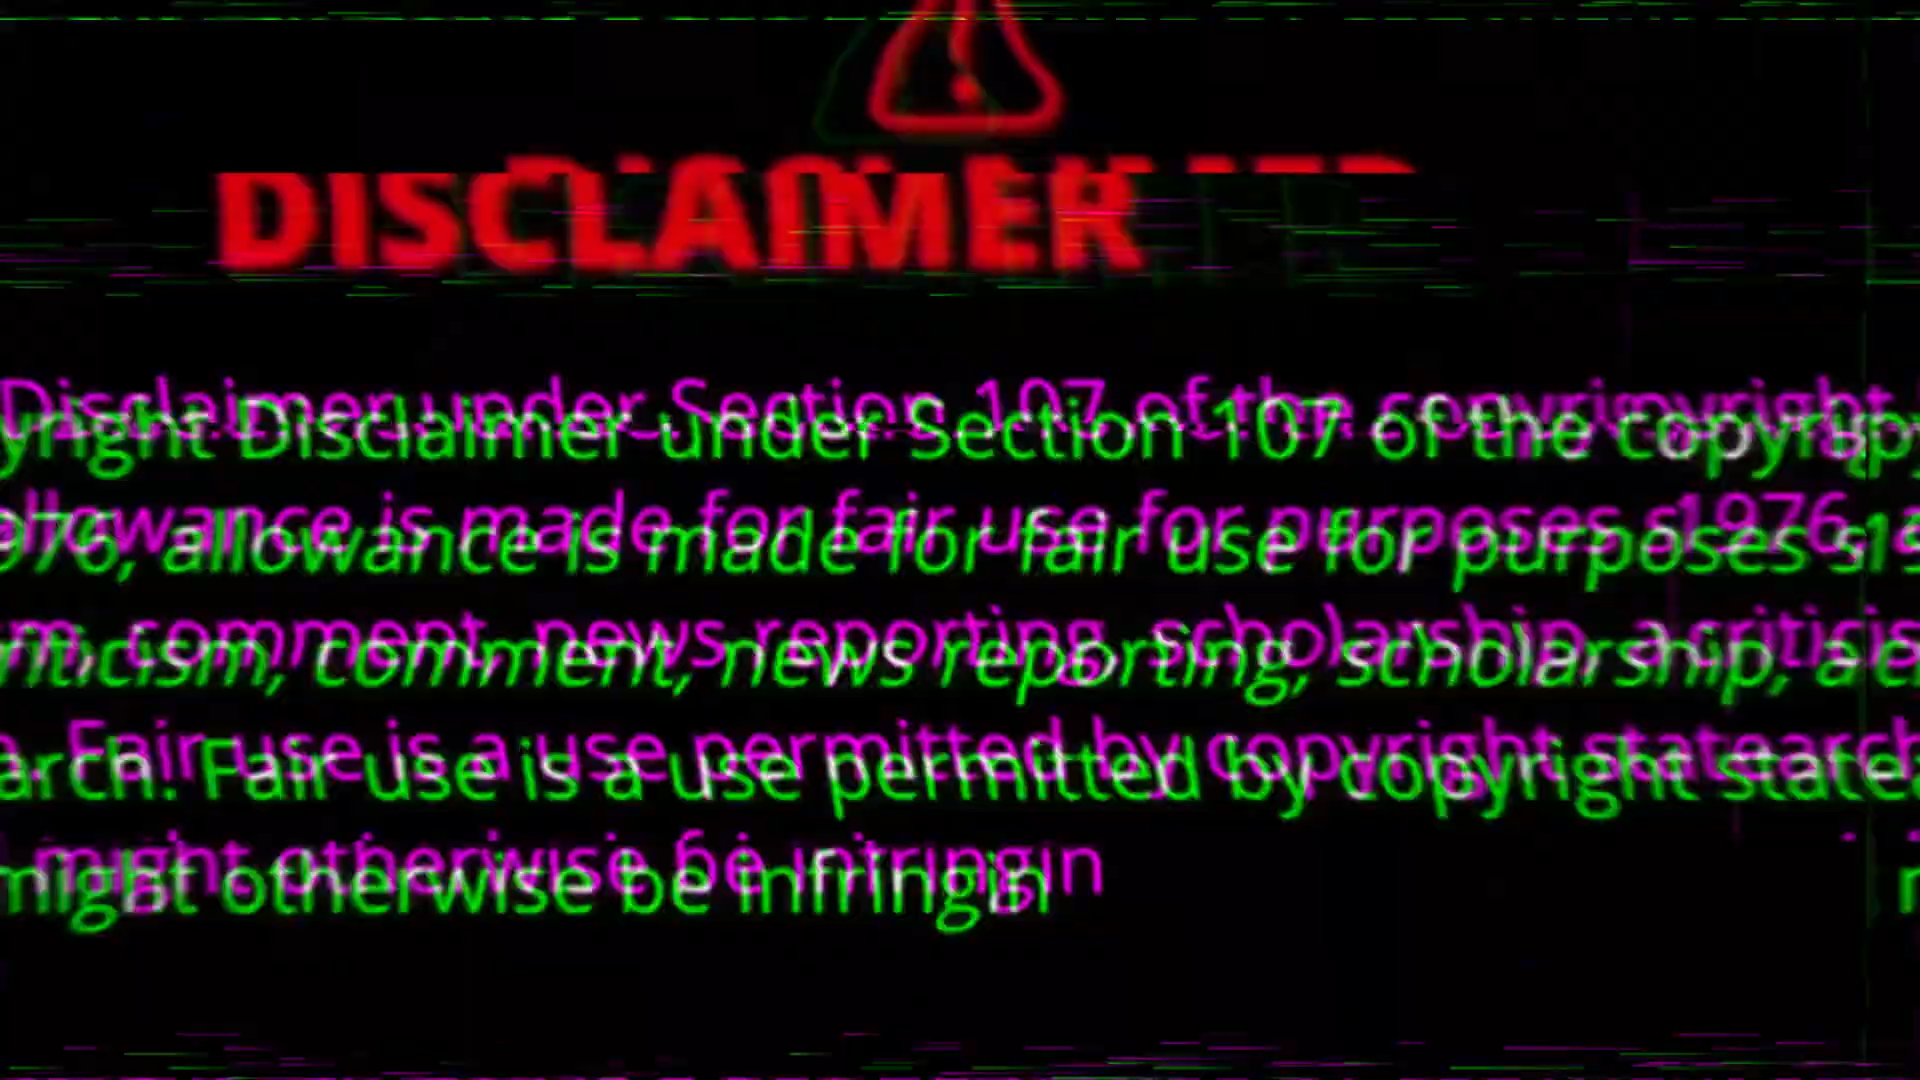 DISCLAIMER
yright Disclaimer under Section 107 of the copyrig
976, allowance is made for fair use for purposes s
riticism, comment, news reporting, scholarship, a
arch. Fair use is a use permitted by copyright stat
might otherwise be infringin